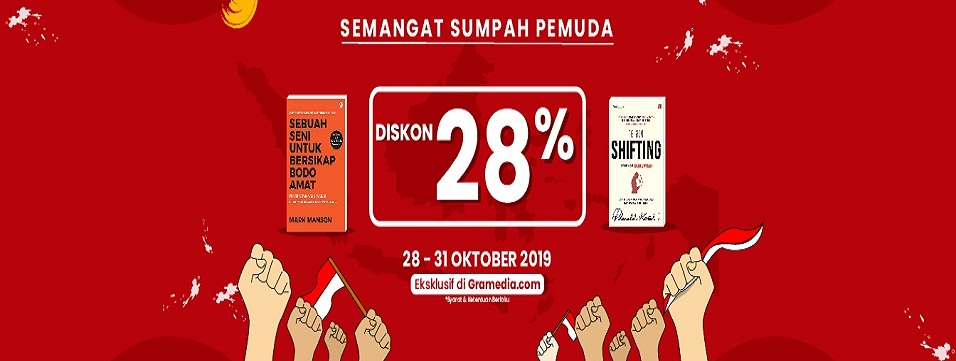 SEMANGAT SUMPAH PEMUDA
SEBUAH
SENI
UNTUK
BERSIKAP
BODO
AMAT
MARK MANSON
DISKON 28%
SHIFTING
28 - 31 OKTOBER 2019
Eksklusif di Gramedia.com
*Syarat & Ketentuan Berlaku